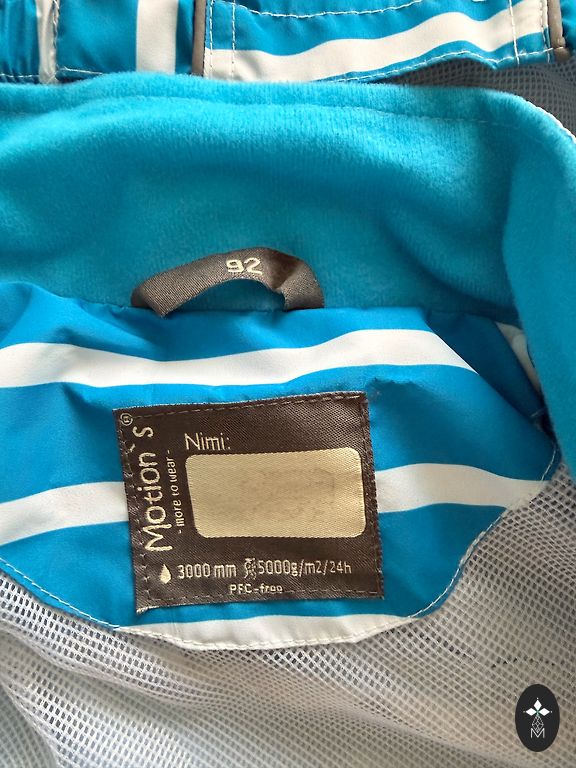 92
Motion´s®
- more to wear -
Nimi:
3000 mm 5000g/m2/24h
PFC-free
M